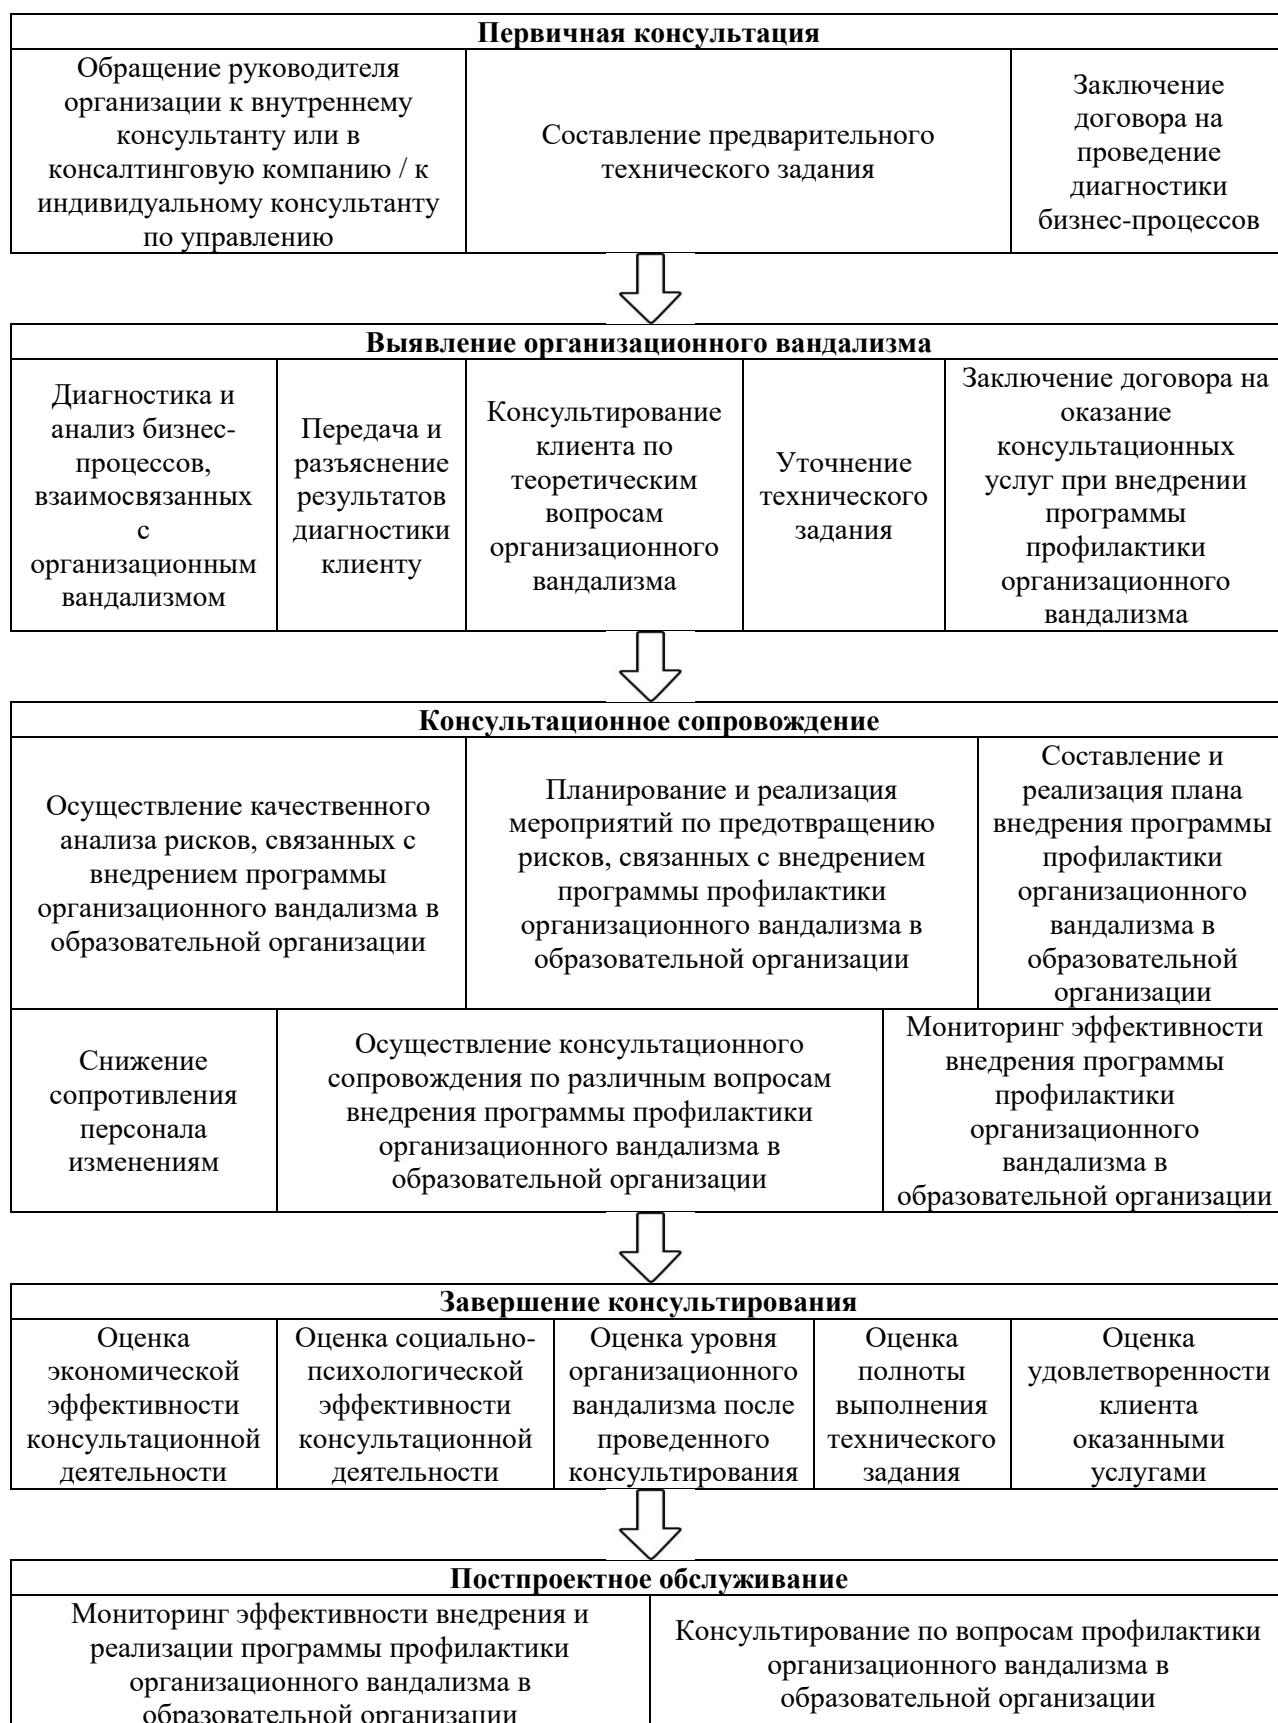 Первичная консультация
Обращение руководителя
организации к внутреннему
консультанту или в
консалтинговую компанию / к
индивидуальному консультанту
по управлению
Составление предварительного
технического задания
Заключение
договора на
проведение
диагностики
бизнес-процессов
Выявление организационного вандализма
Диагностика и
анализ бизнес-
процессов,
взаимосвязанных
с
организационным
вандализмом
Передача и
разъяснение
результатов
диагностики
клиенту
Консультирование
клиента по
теоретическим
вопросам
организационного
вандализма
Уточнение
технического
задания
Заключение договора на
оказание
консультационных
услуг при внедрении
программы
профилактики
организационного
вандализма
Консультационное сопровождение
Осуществление качественного
анализа рисков, связанных с
внедрением программы
организационного вандализма в
образовательной организации
Планирование и реализация
мероприятий по предотвращению
рисков, связанных с внедрением
программы профилактики
организационного вандализма в
образовательной организации
Составление и
реализация плана
внедрения программы
профилактики
организационного
вандализма в
образовательной
организации
Снижение
сопротивления
персонала
изменениям
Осуществление консультационного
сопровождения по различным вопросам
внедрения программы профилактики
организационного вандализма в
образовательной организации
Мониторинг эффективности
внедрения программы
профилактики
организационного
вандализма в
образовательной организации
Завершение консультирования
Оценка
экономической
эффективности
консультационной
деятельности
Оценка социально-
психологической
эффективности
консультационной
деятельности
Оценка уровня
организационного
вандализма после
проведенного
консультирования
Оценка
полноты
выполнения
технического
задания
Оценка
удовлетворенности
клиента
оказанными
услугами
Постпроектное обслуживание
Мониторинг эффективности внедрения и
реализации программы профилактики
организационного вандализма в
образовательной организации
Консультирование по вопросам профилактики
организационного вандализма в
образовательной организации